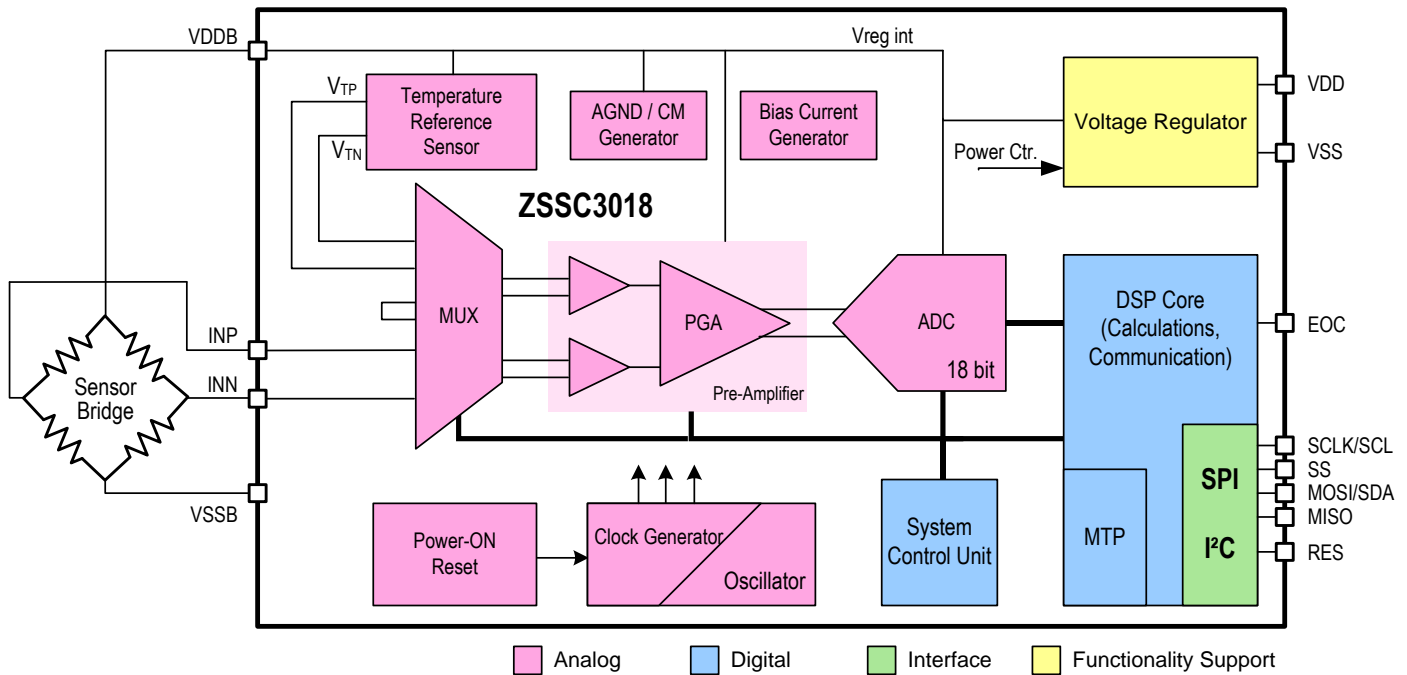 VDDB
Vreg int
VTP
VTN
Temperature
Reference
Sensor
AGND / CM
Generator
Bias Current
Generator
Voltage Regulator
Power Ctr.
VDD
VSS
ZSSC3018
MUX
PGA
Pre-Amplifier
ADC
18 bit
DSP Core
(Calculations,
Communication)
EOC
INP
INN
Sensor
Bridge
VSSB
Power-ON
Reset
Clock Generator
Oscillator
System
Control Unit
MTP
SPI
I²C
SCLK/SCL
SS
MOSI/SDA
MISO
RES
Analog
Digital
Interface
Functionality Support